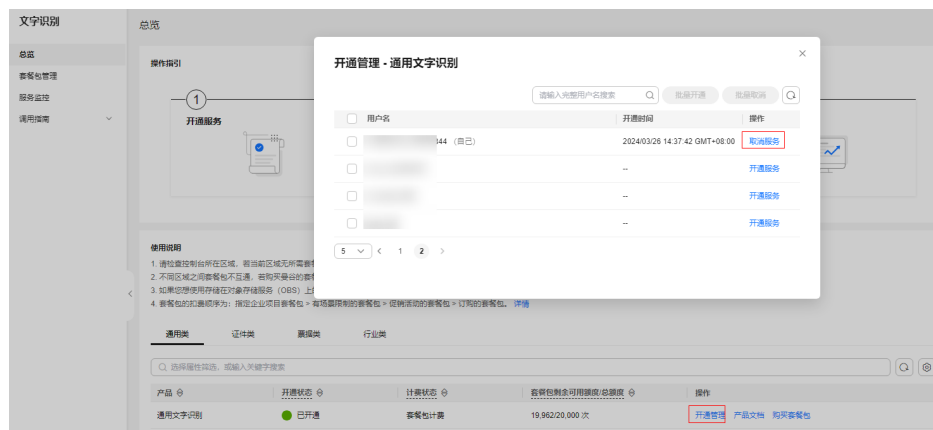 文字识别
总览
总览
套餐包管理
服务监控
调用指南
操作指引
1
开通服务
开通管理 - 通用文字识别
请输入完整用户名搜索
批量开通
批量取消
用户名
开通时间
操作
44 （自己）
2024/03/26 14:37:42 GMT+08:00
取消服务
--
开通服务
--
开通服务
--
开通服务
5
1
2
使用说明
1. 请检查控制台所在区域，若当前区域无所需套
2. 不同区域之间套餐包不互通，若购买曼谷的套
3. 如果您想使用存储在对象存储服务（OBS）上
4. 套餐包的扣费顺序为：指定企业项目套餐包 > 有场景限制的套餐包 > 促销活动的套餐包 > 订购的套餐包。 详情
通用类 证件类 票据类 行业类
选择属性筛选，或输入关键字搜索
产品 开通状态 计费状态 套餐包剩余可用额度/总额度 操作
通用文字识别 已开通 套餐包计费 19,962/20,000 次 开通管理 产品文档 购买套餐包